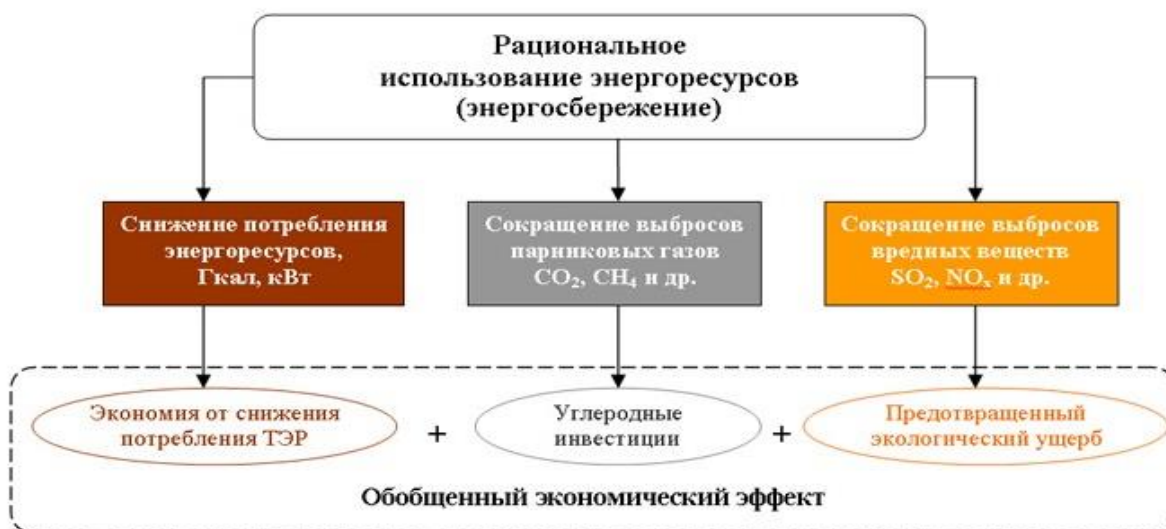 Рациональное
использование энергоресурсов
(энергосбережение)
Снижение потребления
энергоресурсов,
Гкал, кВт
Сокращение выбросов
парниковых газов
CO₂, CH₄ и др.
Сокращение выбросов
вредных веществ
SO₂, NOₓ и др.
Экономия от снижения
потребления ТЭР
+
Углеродные
инвестиции
+
Предотвращенный
экологический ущерб
Обобщенный экономический эффект